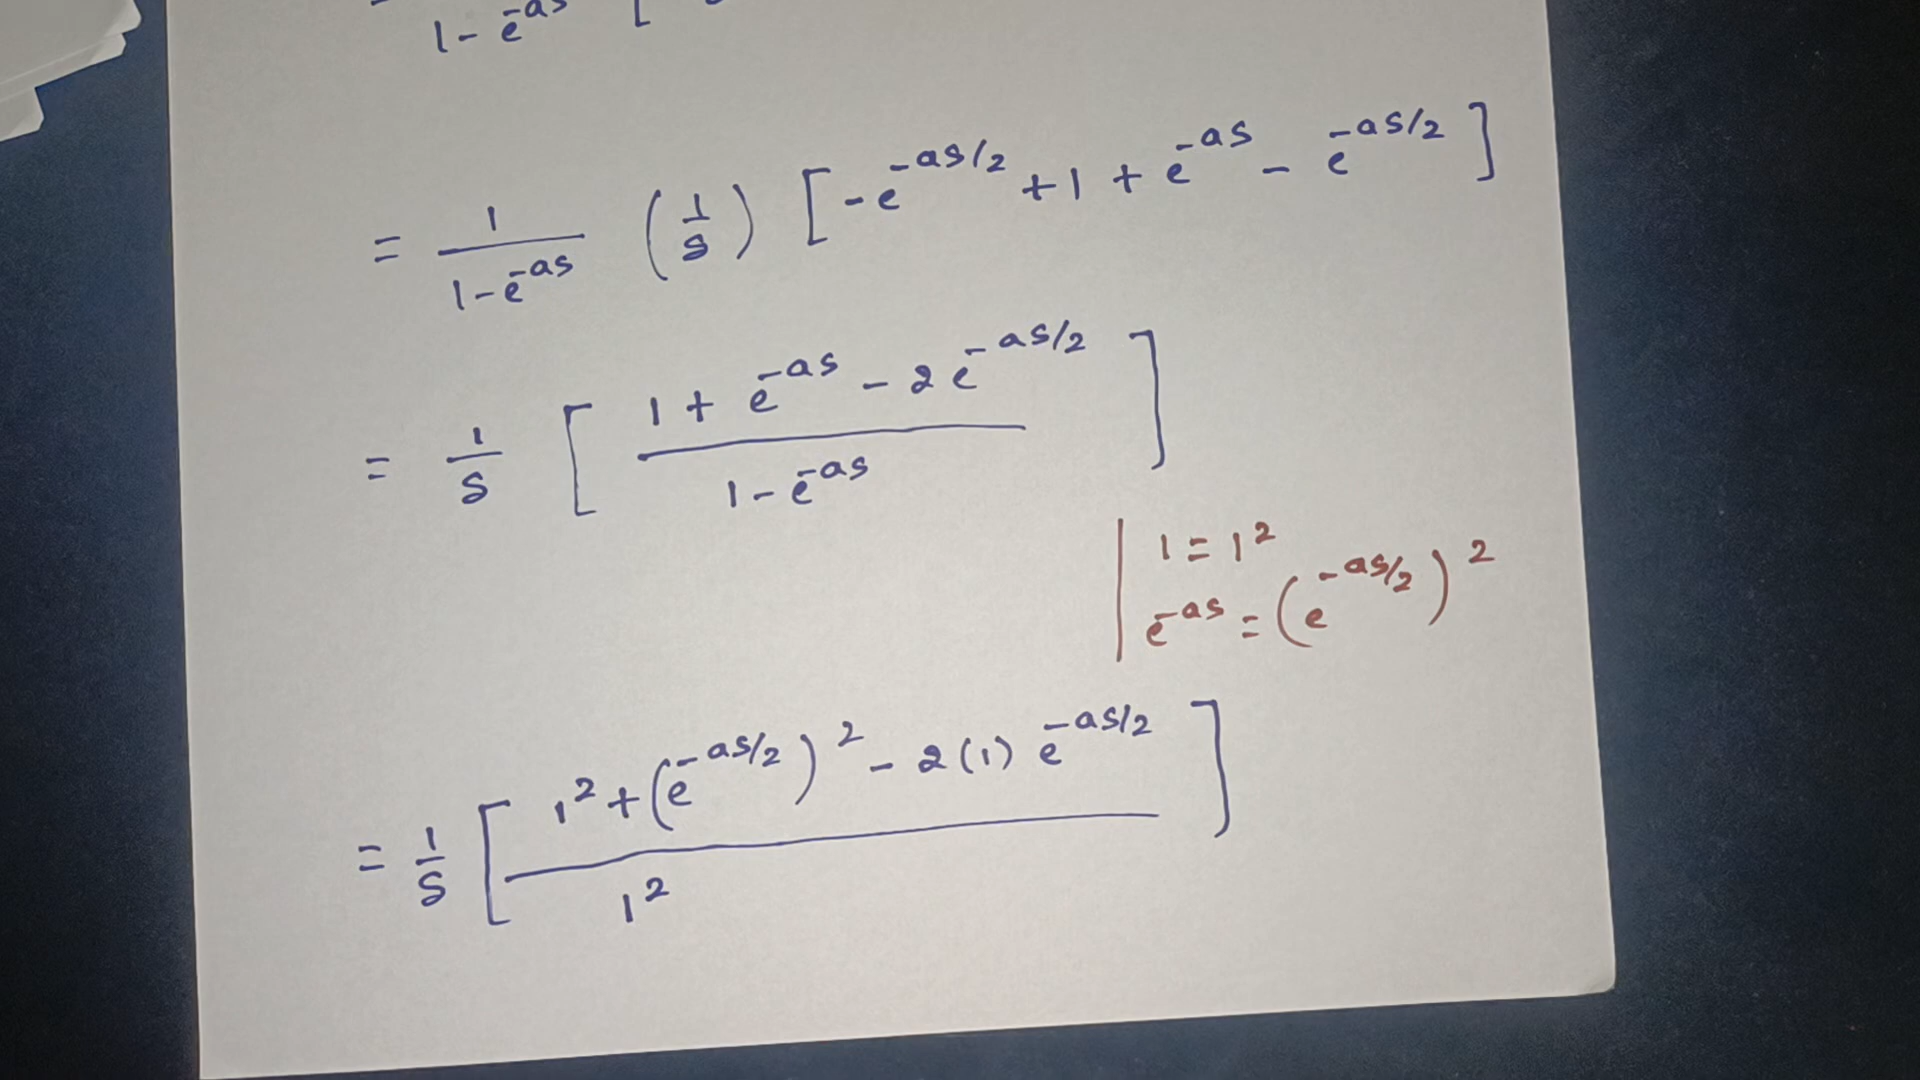 1 - e^-as [
= 1/(1 - e^-as) (1/s) [ -e^-as/2 + 1 + e^-as - e^-as/2 ]
= 1/s [ (1 + e^-as - 2 e^-as/2)/(1 - e^-as) ]
1 = 1^2
e^-as = (e^-as/2)^2
= 1/s [ (1^2 + (e^-as/2)^2 - 2(1) e^-as/2)/(1^2) ]